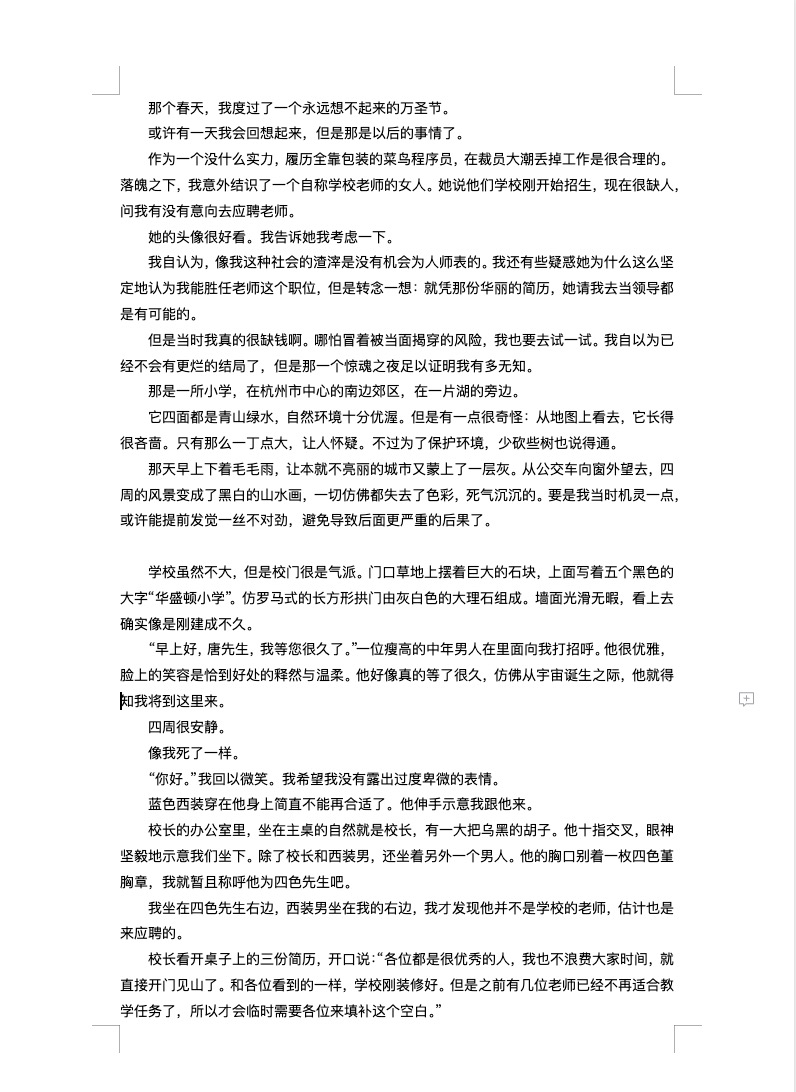 那个春天，我度过了一个永远想不起来的万圣节。
或许有一天我会回想起来，但是那是以后的事情了。
作为一个没什么实力，履历全靠包装的菜鸟程序员，在裁员大潮丢掉工作是很合理的。
落魄之下，我意外结识了一个自称学校老师的女人。她说他们学校刚开始招生，现在很缺人，
问我有没有意向去应聘老师。
她的头像很好看。我告诉她我考虑一下。
我自认为，像我这种社会的渣滓是没有机会为人师表的。我还有些疑惑她为什么这么坚
定地认为我能胜任老师这个职位，但是转念一想：就凭那份华丽的简历，她请我去当领导都
是有可能的。
但是当时我真的很缺钱啊。哪怕冒着被当面揭穿的风险，我也要去试一试。我自以为已
经不会有更烂的结局了，但是那一个惊魂之夜足以证明我有多无知。
那是一所小学，在杭州市中心的南边郊区，在一片湖的旁边。
它四面都是青山绿水，自然环境十分优渥。但是有一点很奇怪：从地图上看去，它长得
很吝啬。只有那么一丁点大，让人怀疑。不过为了保护环境，少砍些树也说得通。
那天早上下着毛毛雨，让本就不亮丽的城市又蒙上了一层灰。从公交车向窗外望去，四
周的风景变成了黑白的山水画，一切仿佛都失去了色彩，死气沉沉的。要是我当时机灵一点，
或许能提前发觉一丝不对劲，避免导致后面更严重的后果了。
学校虽然不大，但是校门很是气派。门口草地上摆着巨大的石块，上面写着五个黑色的
大字“华盛顿小学”。仿罗马式的长方形拱门由灰白色的大理石组成。墙面光滑无暇，看上去
确实像是刚建成不久。
“早上好，唐先生，我等您很久了。”一位瘦高的中年男人在里面向我打招呼。他很优雅，
脸上的笑容是恰到好处的释然与温柔。他好像真的等了很久，仿佛从宇宙诞生之际，他就得
知我将到这里来。
四周很安静。
像我死了一样。
“你好。”我回以微笑。我希望我没有露出过度卑微的表情。
蓝色西装穿在他身上简直不能再合适了。他伸手示意我跟他来。
校长的办公室里，坐在主桌的自然就是校长，有一大把乌黑的胡子。他十指交叉，眼神
坚毅地示意我们坐下。除了校长和西装男，还坐着另外一个男人。他的胸口别着一枚四色堇
胸章，我就暂且称呼他为四色先生吧。
我坐在四色先生右边，西装男坐在我的右边，我才发现他并不是学校的老师，估计也是
来应聘的。
校长看开桌子上的三份简历，开口说：“各位都是很优秀的人，我也不浪费大家时间，就
直接开门见山了。和各位看到的一样，学校刚装修好。但是之前有几位老师已经不再适合教
学任务了，所以才会临时需要各位来填补这个空白。”